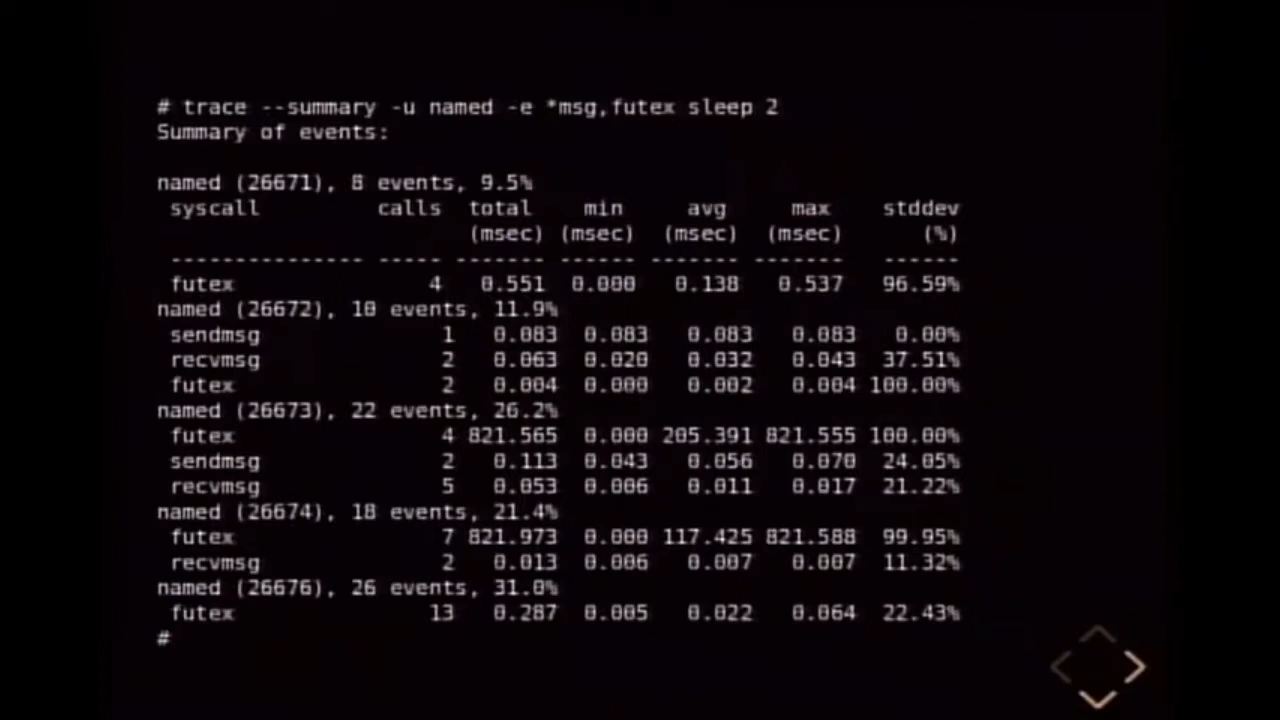 # trace --summary -u named -e *msg,futex sleep 2
Summary of events:
named (26671), 8 events, 9.5%
syscall calls total min avg max stddev
(msec) (msec) (msec) (msec) (%)
--------------- ----- ------- ------ ------- ------- ------
futex 4 0.551 0.000 0.138 0.537 96.59%
named (26672), 10 events, 11.9%
sendmsg 1 0.083 0.083 0.083 0.083 0.00%
recvmsg 2 0.063 0.020 0.032 0.043 37.51%
futex 2 0.004 0.000 0.002 0.004 100.00%
named (26673), 22 events, 26.2%
futex 4 821.565 0.000 205.391 821.555 100.00%
sendmsg 2 0.113 0.043 0.056 0.070 24.05%
recvmsg 5 0.053 0.006 0.011 0.017 21.22%
named (26674), 18 events, 21.4%
futex 7 821.973 0.000 117.425 821.588 99.95%
recvmsg 2 0.013 0.006 0.007 0.007 11.32%
named (26676), 26 events, 31.0%
futex 13 0.287 0.005 0.022 0.064 22.43%
#